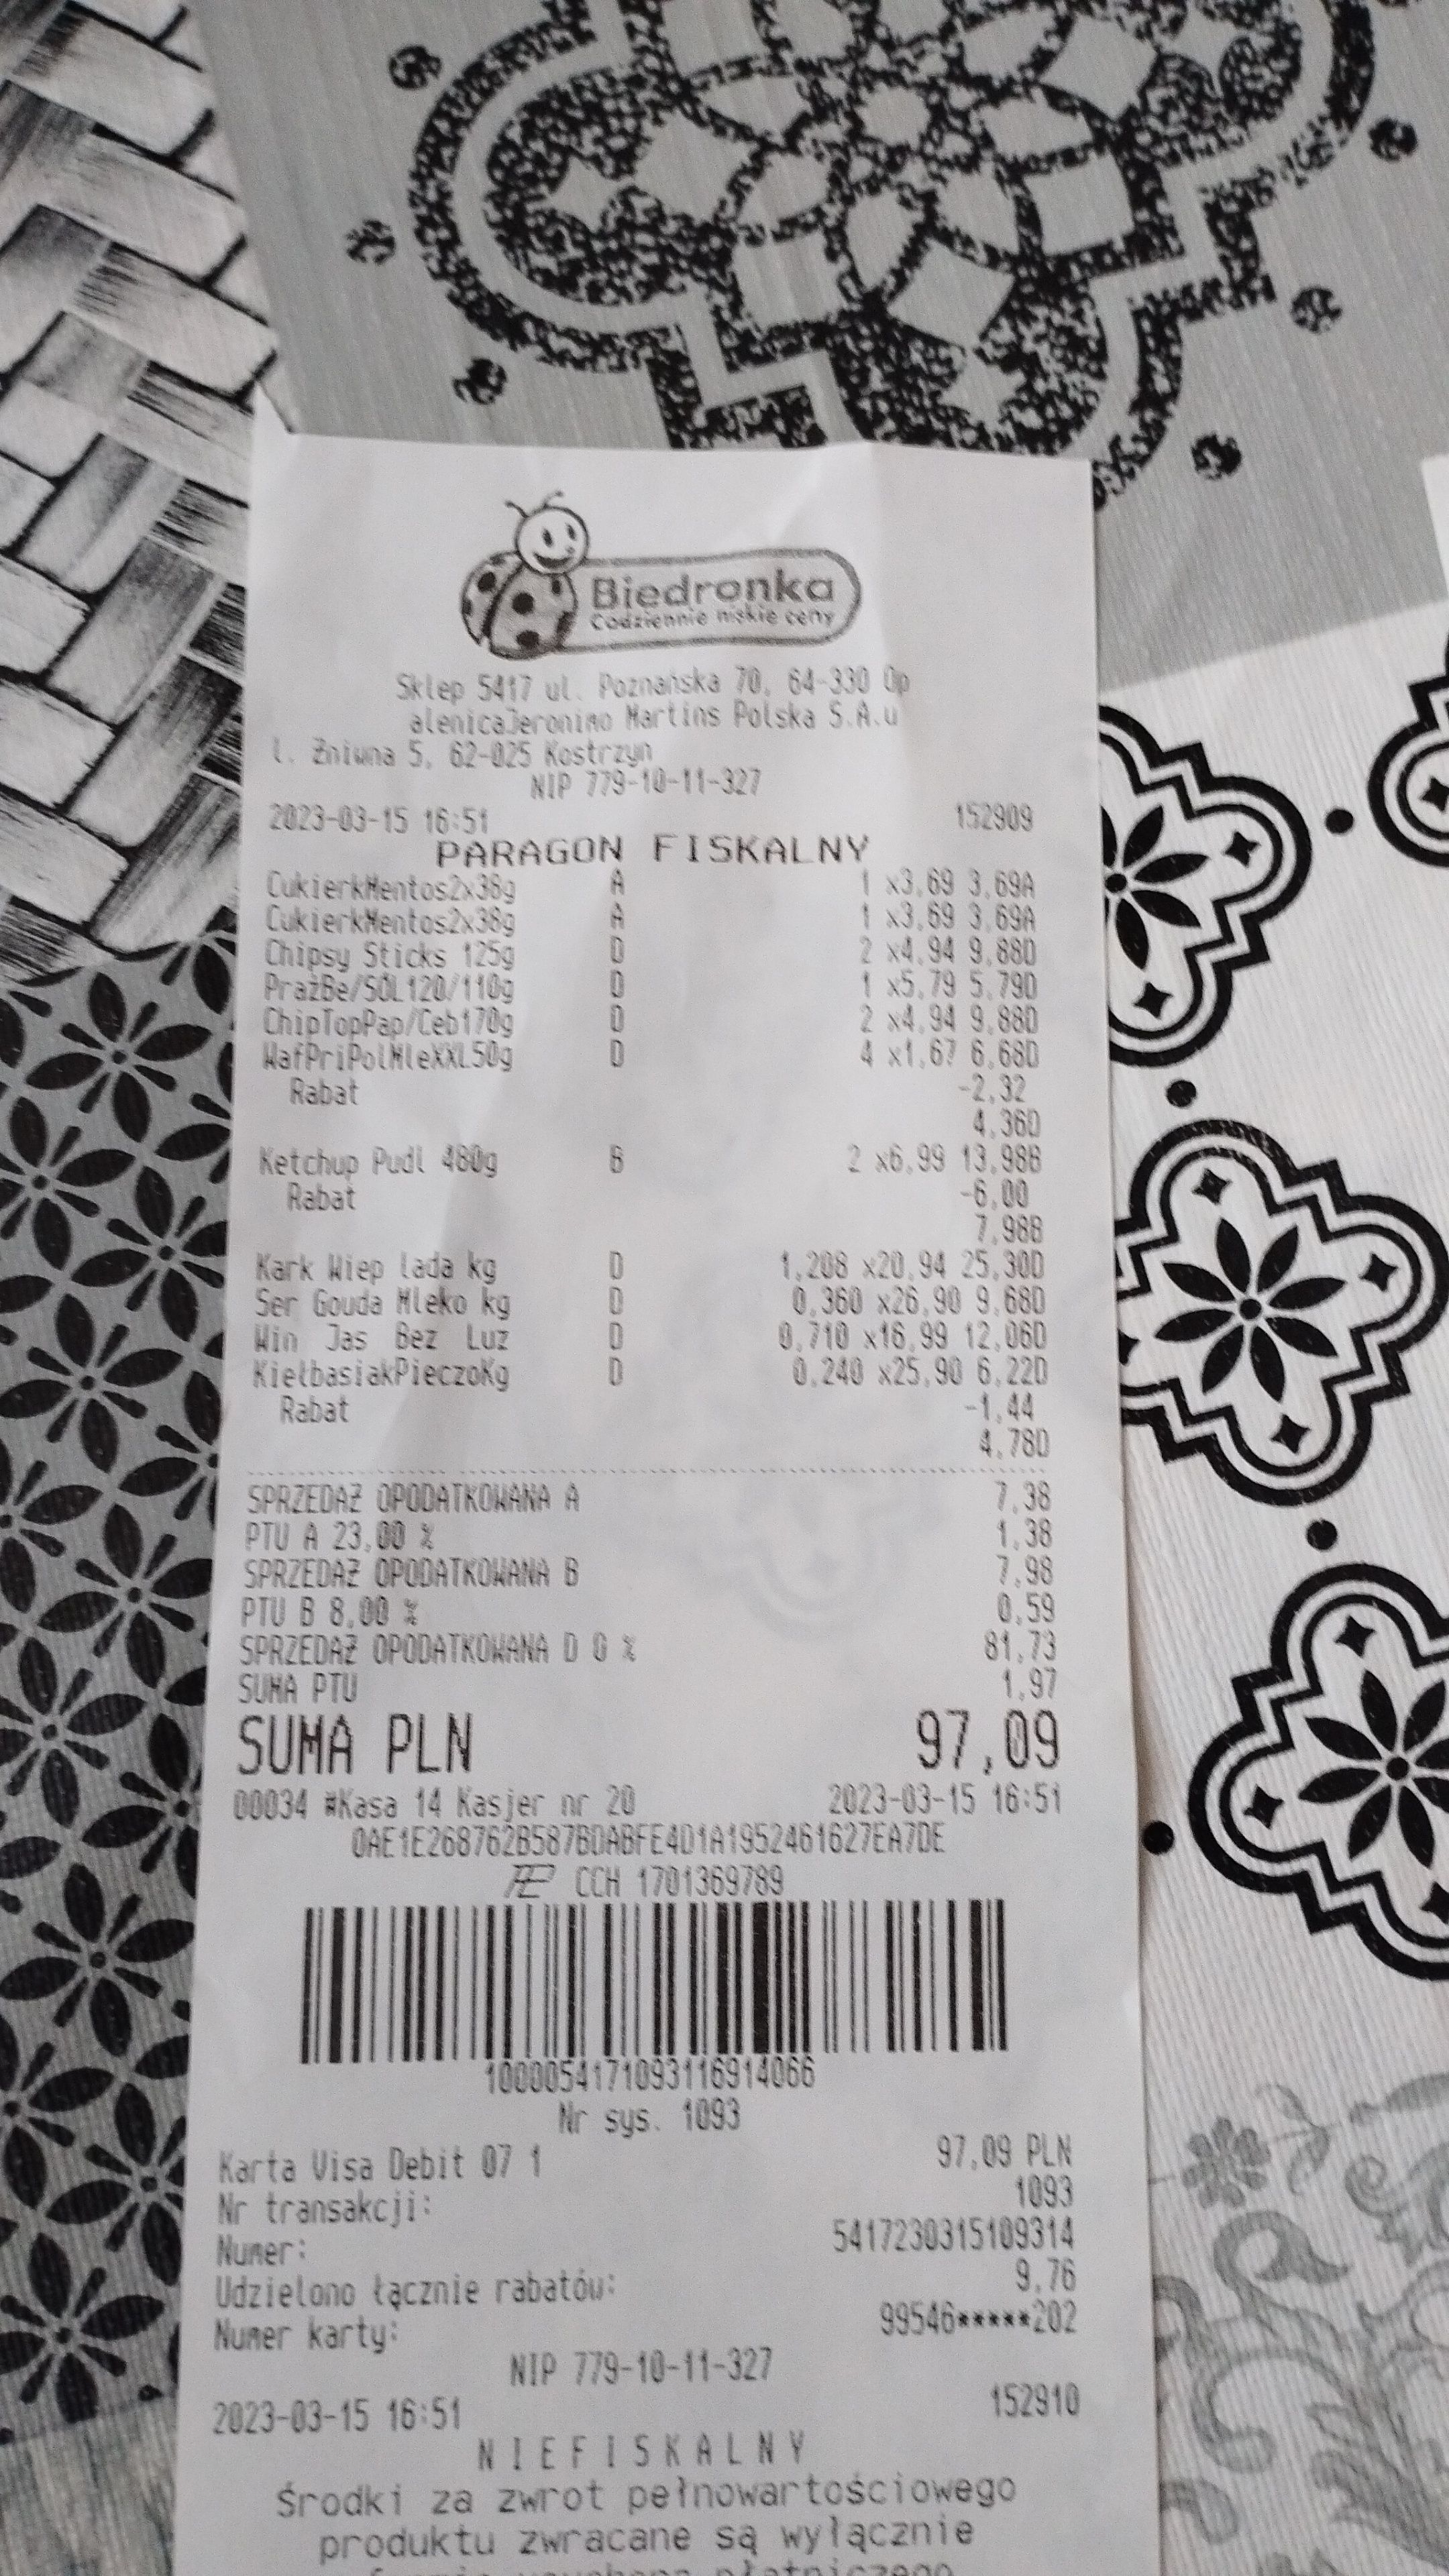 Biedronka
Codziennie niskie ceny
Sklep 5417 ul. Poznańska 70, 64-330 Op
alenicaJeronimo Martins Polska S.A.u
l. Żniwna 5, 62-025 Kostrzyn
NIP 779-10-11-327
2023-03-15 16:51 152909
PARAGON FISKALNY
CukierkMentos2x38g A 1 x3,69 3,69A
CukierkMentos2x38g A 1 x3,69 3,69A
Chipsy Sticks 125g D 2 x4,94 9,88D
PrażBe/SOL120/110g D 1 x5,79 5,79D
ChipTopPap/Ceb170g D 2 x4,94 9,88D
WafPriPolMleXXL50g D 4 x1,67 6,68D
Rabat -2,32
4,36D
Ketchup Pudl 480g B 2 x6,99 13,98B
Rabat -6,00
7,98B
Kark Wiep lada kg D 1,208 x20,94 25,30D
Ser Gouda Mleko kg D 0,360 x26,90 9,68D
Win Jas Bez Luz D 0,710 x16,99 12,06D
KiełbasiakPieczoKg D 0,240 x25,90 6,22D
Rabat -1,44
4,78D
SPRZEDAŻ OPODATKOWANA A 7,38
PTU A 23,00 % 1,38
SPRZEDAŻ OPODATKOWANA B 7,98
PTU B 8,00 % 0,59
SPRZEDAŻ OPODATKOWANA D 0 % 81,73
SUMA PTU 1,97
SUMA PLN 97,09
00034 #Kasa 14 Kasjer nr 20 2023-03-15 16:51
0AE1E268762B587BDABFE4D1A1952461627EA7DE
CCH 1701369789
1000054171093116914066
Nr sys. 1093
Karta Visa Debit 07 1 97,09 PLN
Nr transakcji: 1093
Numer: 5417230315109314
Udzielono łącznie rabatów: 9,76
Numer karty: 99546*****202
NIP 779-10-11-327
2023-03-15 16:51 152910
NIEFISKALNY
Środki za zwrot pełnowartościowego
produktu zwracane są wyłącznie